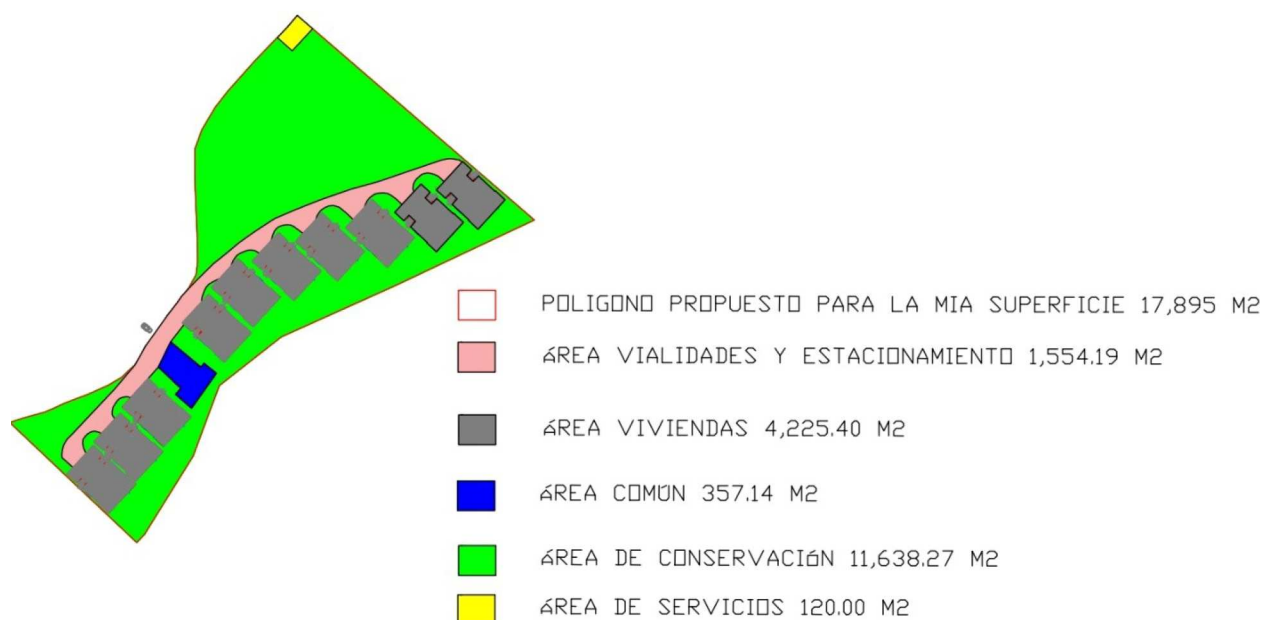 POLIGONO PROPUESTO PARA LA MIA SUPERFICIE 17,895 M2
áREA VIALIDADES Y ESTACIONAMIENTO 1,554.19 M2
áREA VIVIENDAS 4,225.40 M2
áREA COMÚN 357.14 M2
áREA DE CONSERVACIóN 11,638.27 M2
áREA DE SERVICIOS 120.00 M2